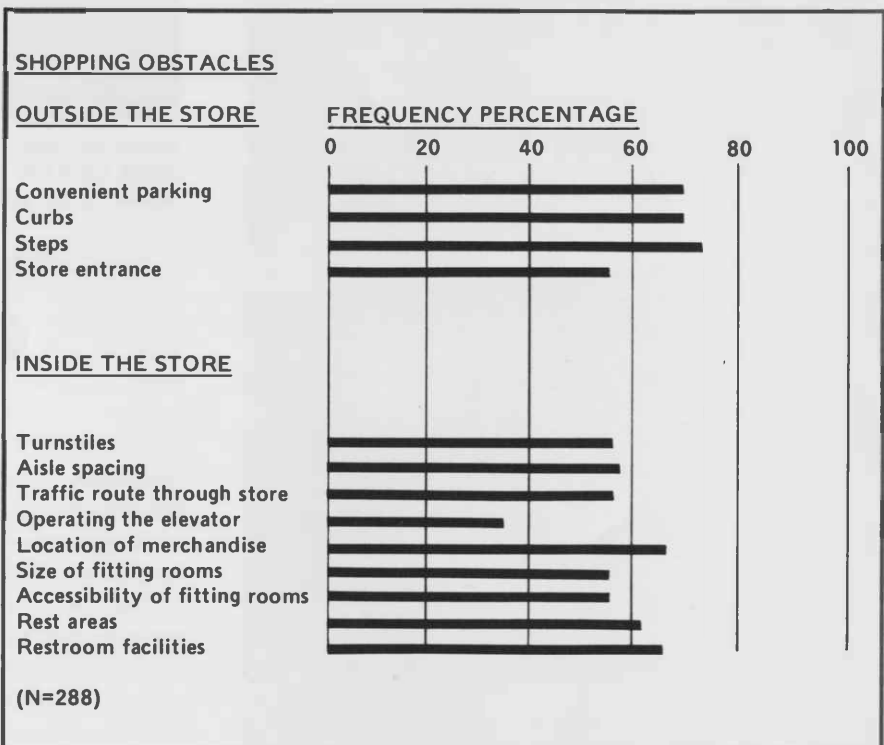 SHOPPING OBSTACLES
OUTSIDE THE STORE FREQUENCY PERCENTAGE
0 20 40 60 80 100
Convenient parking
Curbs
Steps
Store entrance
INSIDE THE STORE
Turnstiles
Aisle spacing
Traffic route through store
Operating the elevator
Location of merchandise
Size of fitting rooms
Accessibility of fitting rooms
Rest areas
Restroom facilities
(N=288)